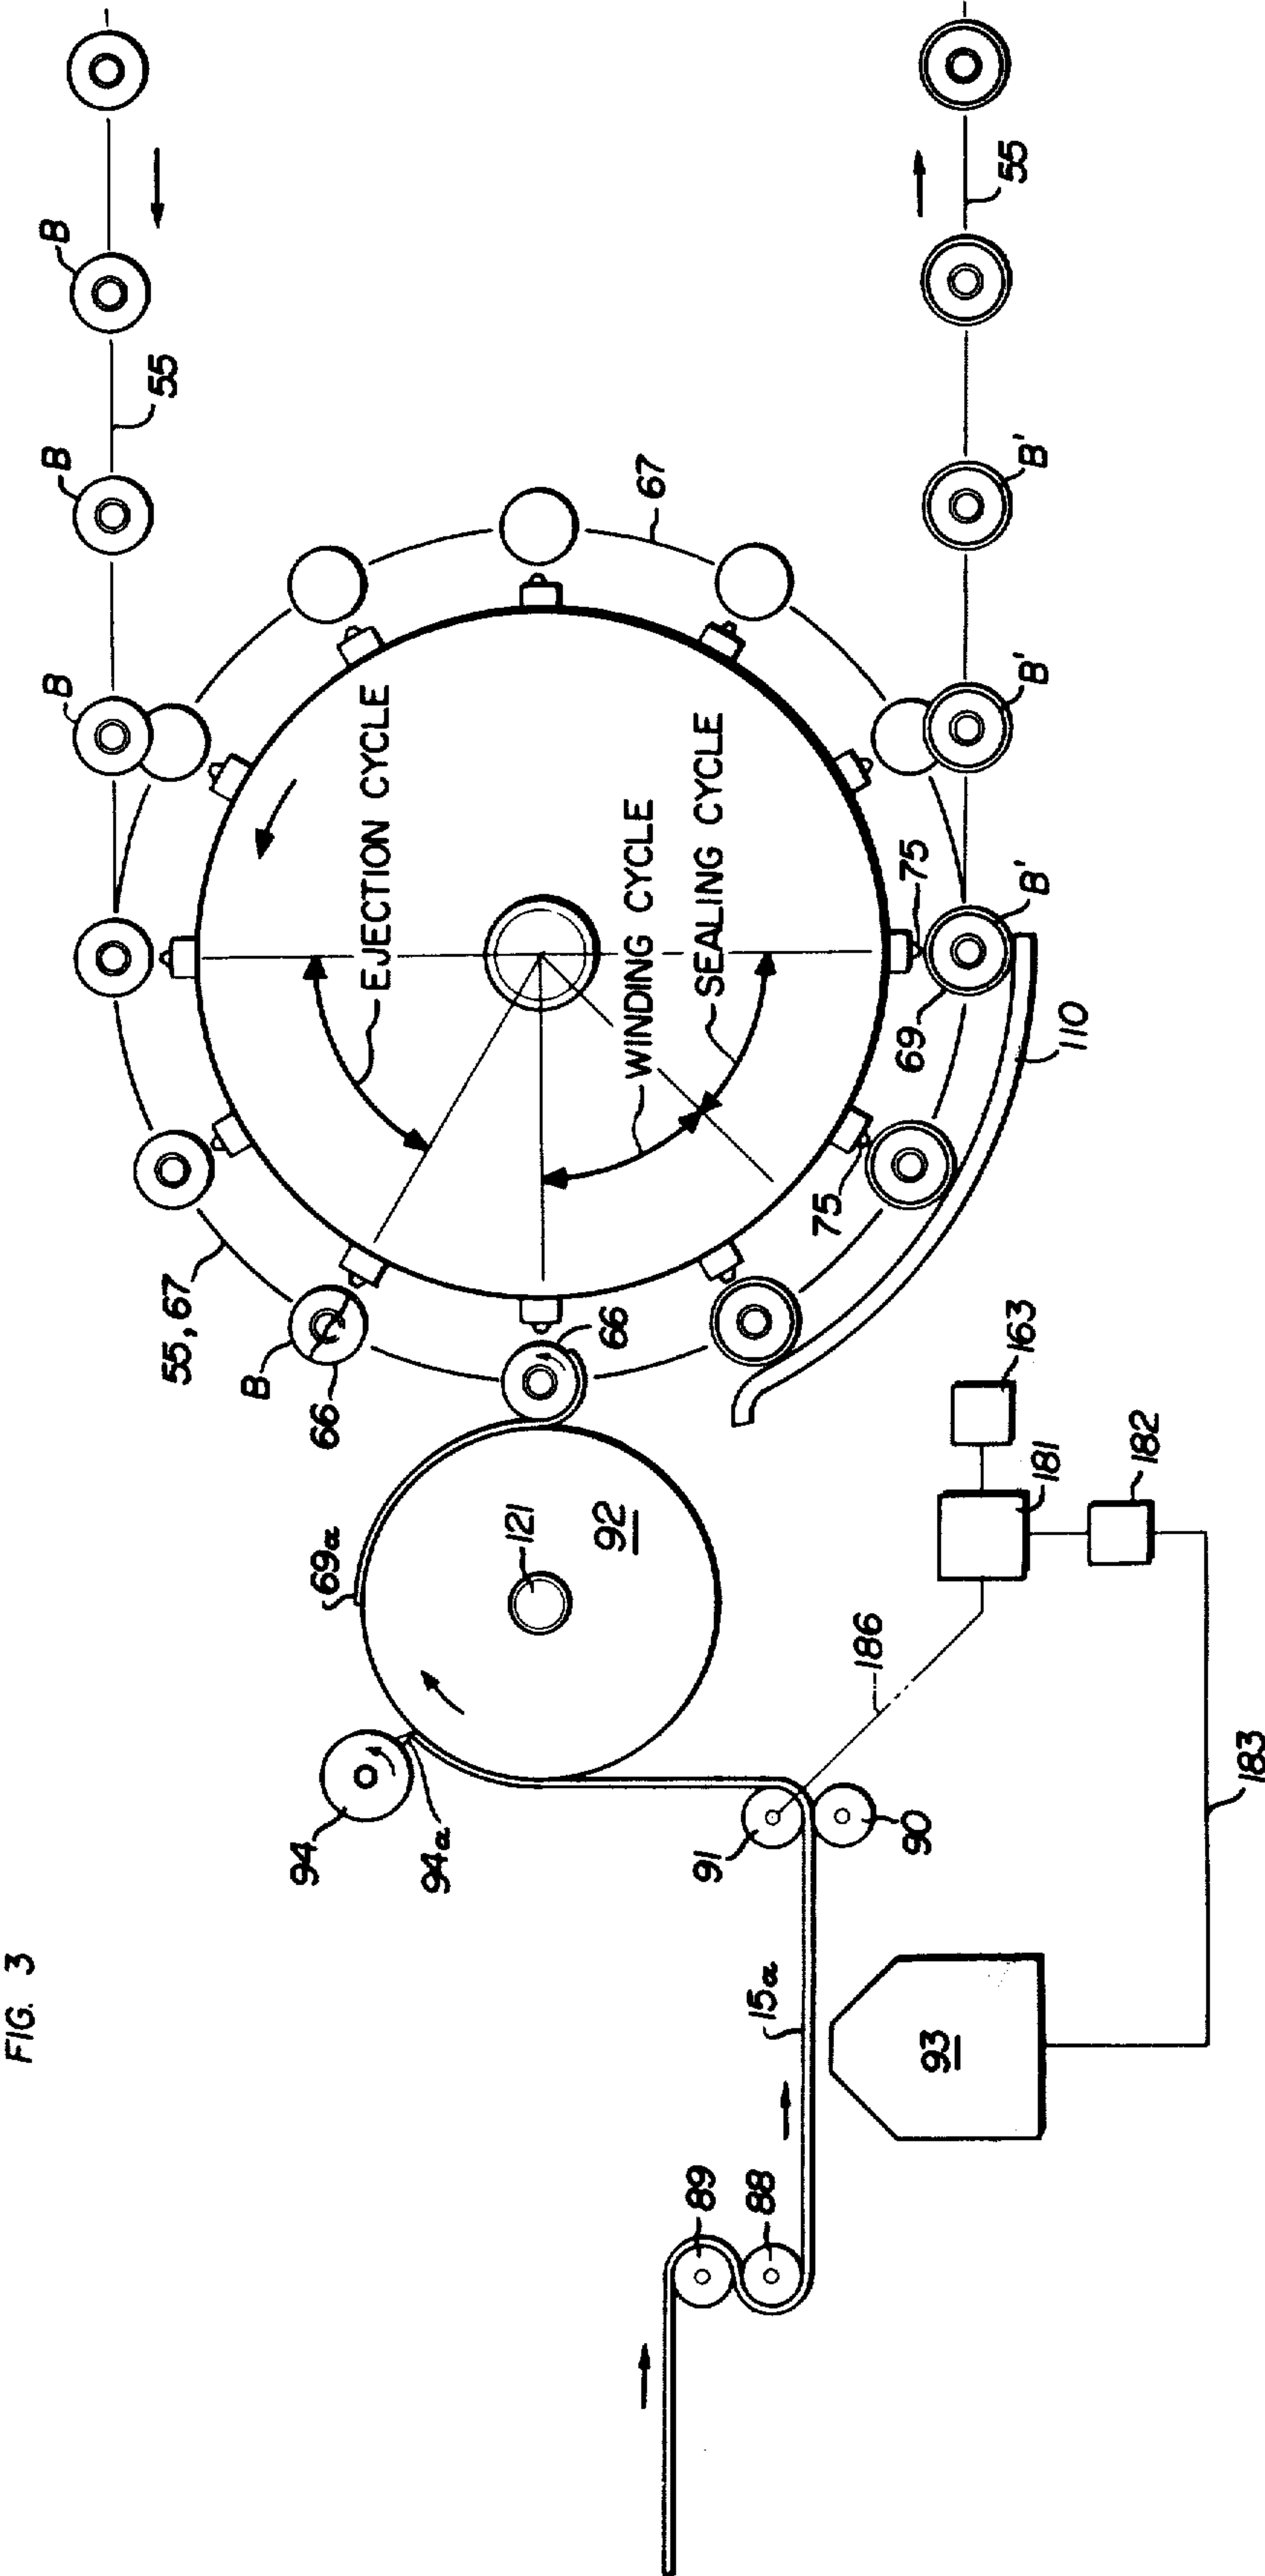 FIG. 3
B
B
B
B
55
55
B'
B'
B'
67
EJECTION CYCLE
WINDING CYCLE
SEALING CYCLE
75
69
110
75
55, 67
B
66
66
69a
121
92
94
94a
91
90
186
163
181
182
183
15a
93
89
88